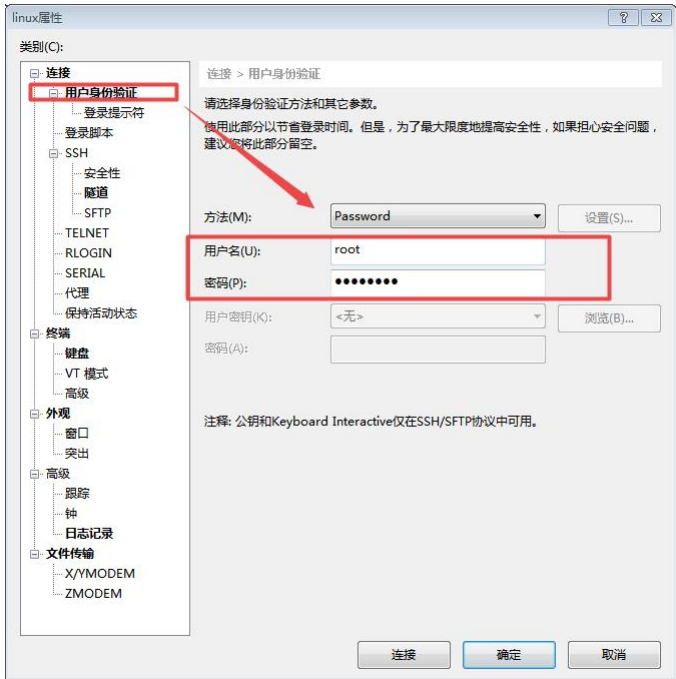 linux属性
类别(C):
连接
用户身份验证
登录提示符
登录脚本
SSH
安全性
隧道
SFTP
TELNET
RLOGIN
SERIAL
代理
保持活动状态
终端
键盘
VT 模式
高级
外观
窗口
突出
高级
跟踪
钟
日志记录
文件传输
X/YMODEM
ZMODEM
连接 > 用户身份验证
请选择身份验证方法和其它参数。
使用此部分以节省登录时间。但是，为了最大限度地提高安全性，如果担心安全问题，
建议您将此部分留空。
方法(M): Password 设置(S)...
用户名(U): root
密码(P): ●●●●●●●●
用户密钥(K): <无> 浏览(B)...
密码(A):
注释: 公钥和Keyboard Interactive仅在SSH/SFTP协议中可用。
连接 确定 取消